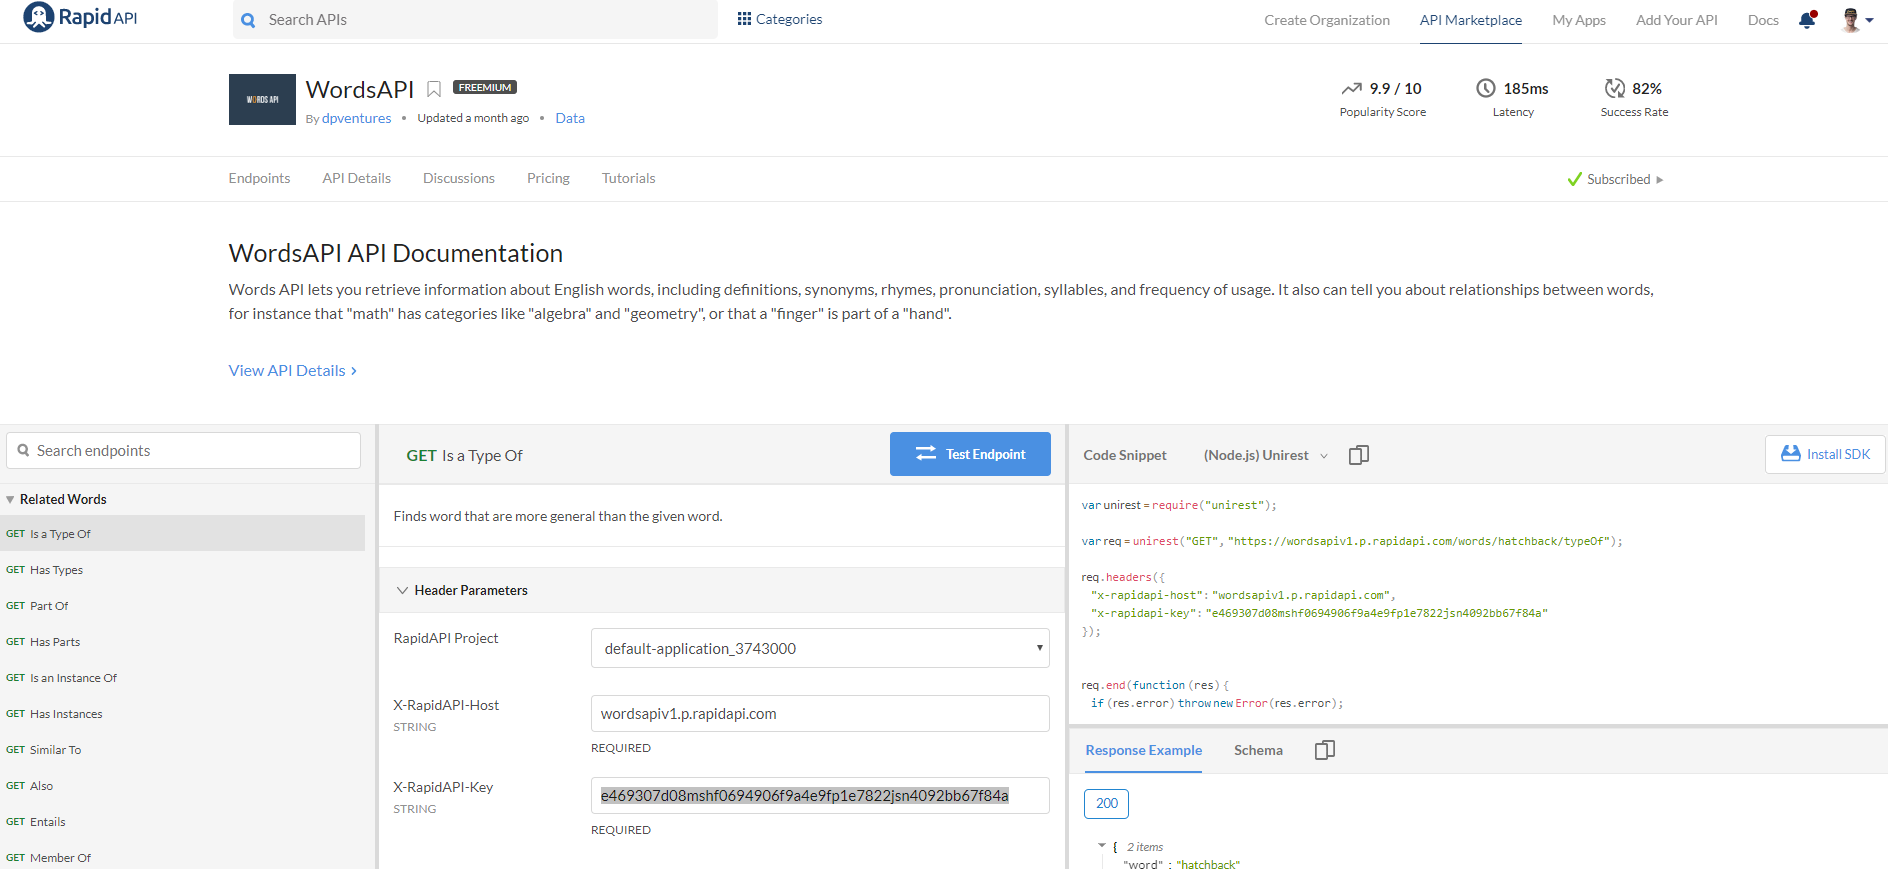 Rapid API
Search APIs
Categories
Create Organization
API Marketplace
My Apps
Add Your API
Docs
WORDS API
WordsAPI
FREEMIUM
By dpventures • Updated a month ago • Data
9.9 / 10
Popularity Score
185ms
Latency
82%
Success Rate
Endpoints
API Details
Discussions
Pricing
Tutorials
Subscribed
WordsAPI API Documentation
Words API lets you retrieve information about English words, including definitions, synonyms, rhymes, pronunciation, syllables, and frequency of usage. It also can tell you about relationships between words,
for instance that "math" has categories like "algebra" and "geometry", or that a "finger" is part of a "hand".
View API Details
Search endpoints
Related Words
GET Is a Type Of
GET Has Types
GET Part Of
GET Has Parts
GET Is an Instance Of
GET Has Instances
GET Similar To
GET Also
GET Entails
GET Member Of
GET Is a Type Of
Test Endpoint
Finds word that are more general than the given word.
Header Parameters
RapidAPI Project
default-application_3743000
X-RapidAPI-Host
STRING
wordsapiv1.p.rapidapi.com
REQUIRED
X-RapidAPI-Key
STRING
e469307d08mshf0694906f9a4e9fp1e7822jsn4092bb67f84a
REQUIRED
Code Snippet
(Node.js) Unirest
Install SDK
var unirest = require("unirest");
var req = unirest("GET", "https://wordsapiv1.p.rapidapi.com/words/hatchback/typeOf");
req.headers({
"x-rapidapi-host": "wordsapiv1.p.rapidapi.com",
"x-rapidapi-key": "e469307d08mshf0694906f9a4e9fp1e7822jsn4092bb67f84a"
});
req.end(function (res) {
if (res.error) throw new Error(res.error);
Response Example
Schema
200
{ 2 items
"word" : "hatchback"